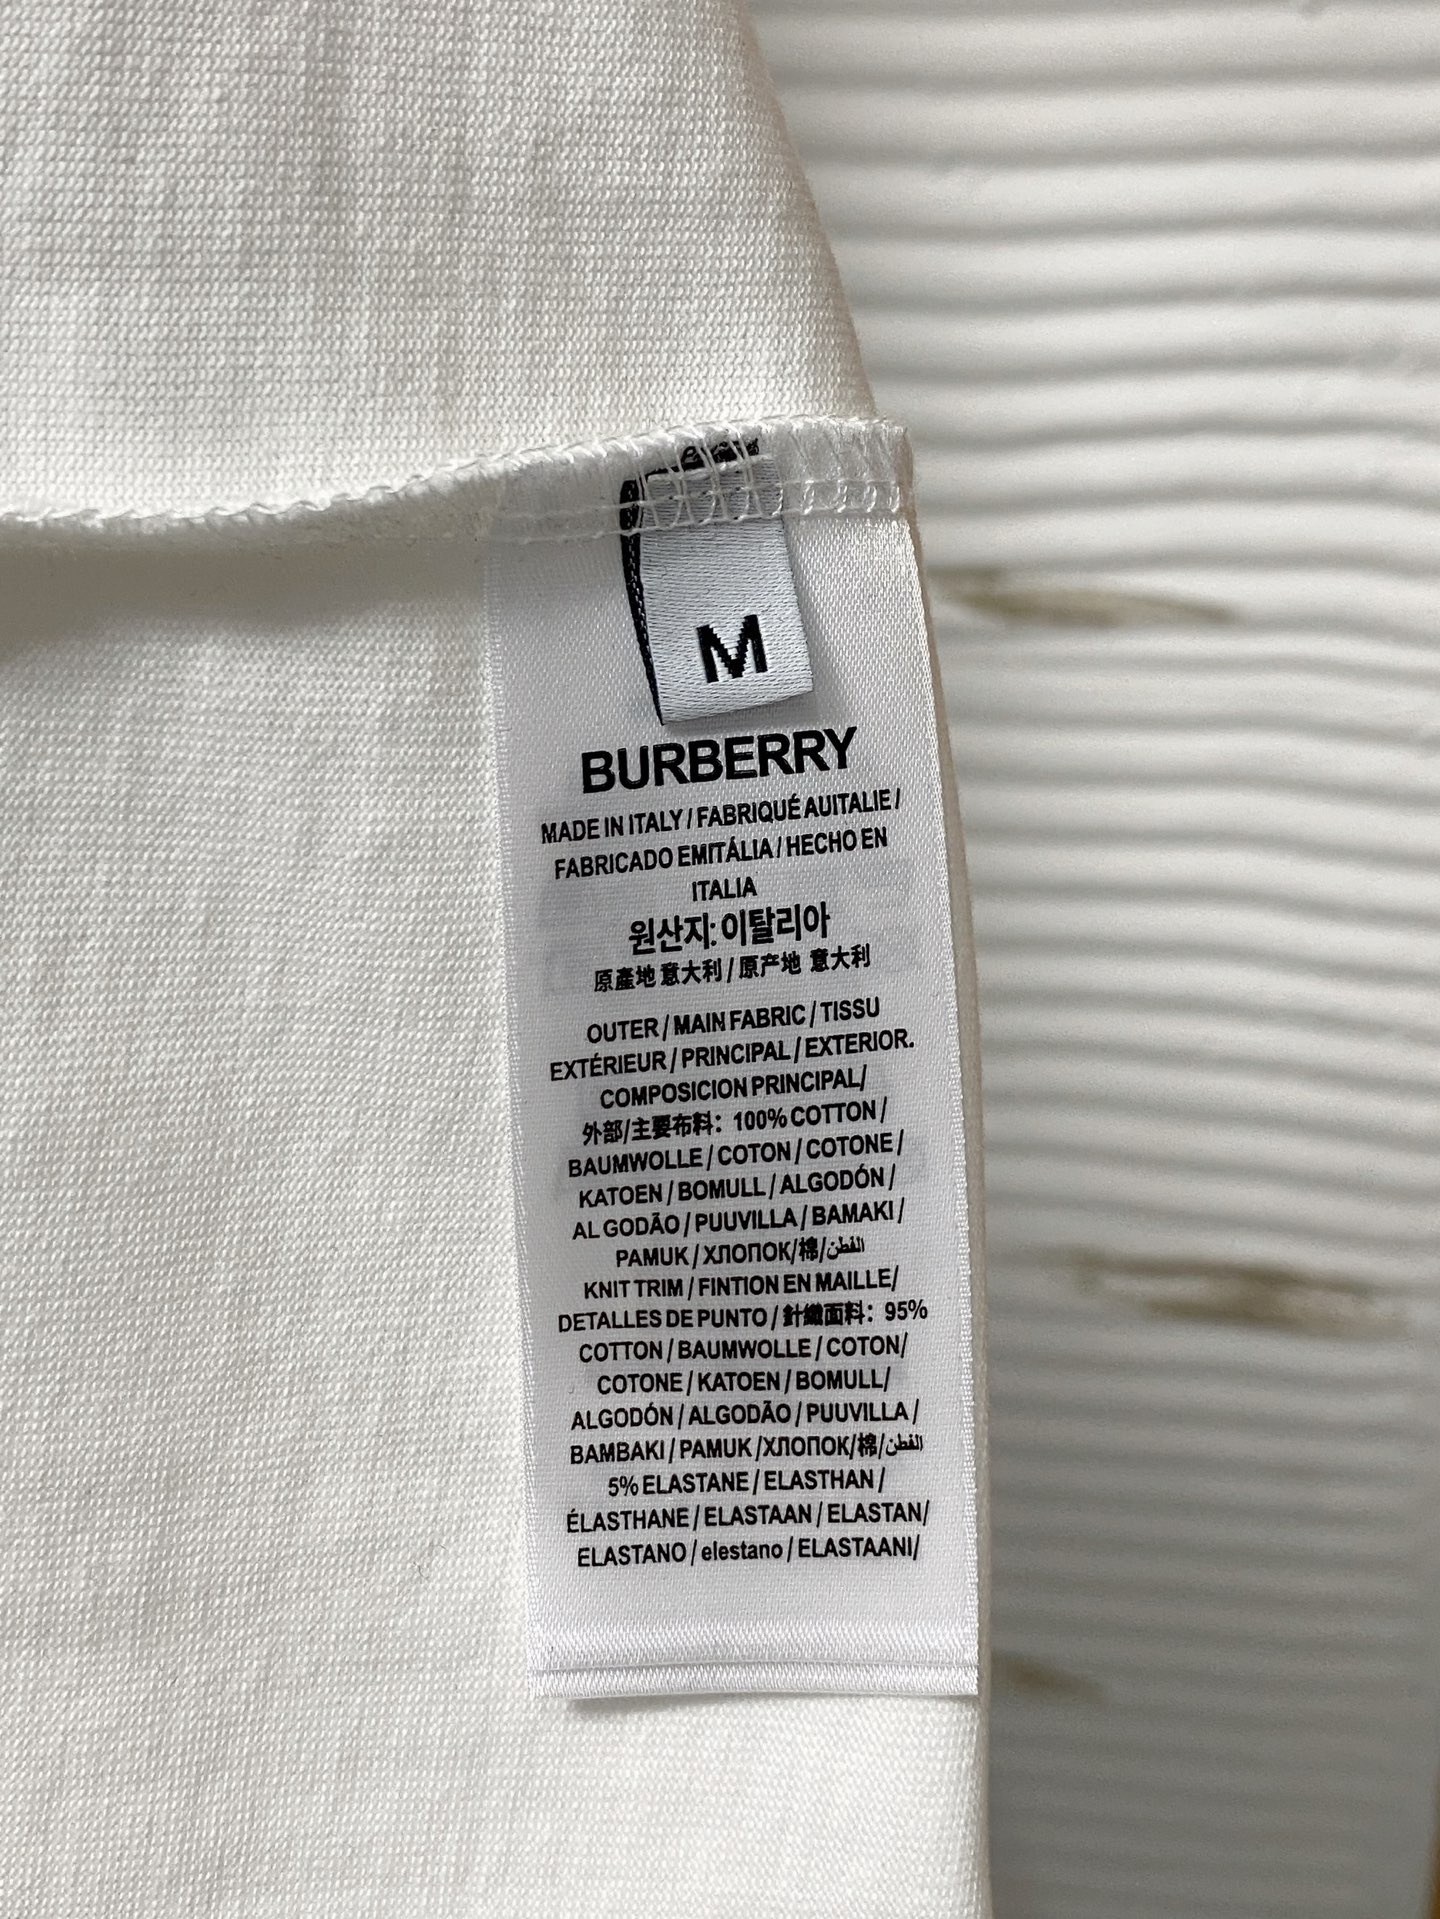 M
BURBERRY
MADE IN ITALY / FABRIQUÉ AUITALIE /
FABRICADO EMITÁLIA / HECHO EN
ITALIA
원산지: 이탈리아
原產地 意大利 / 原产地 意大利
OUTER / MAIN FABRIC / TISSU
EXTÉRIEUR / PRINCIPAL / EXTERIOR.
COMPOSICION PRINCIPAL/
外部/主要布料: 100% COTTON /
BAUMWOLLE / COTON / COTONE /
KATOEN / BOMULL / ALGODÓN /
ALGODÃO / PUUVILLA / BAMAKI /
PAMUK / ХЛОПОК/棉/القطن
KNIT TRIM / FINTION EN MAILLE/
DETALLES DE PUNTO / 針織面料: 95%
COTTON / BAUMWOLLE / COTON/
COTONE / KATOEN / BOMULL/
ALGODÓN / ALGODÃO / PUUVILLA /
BAMBAKI / PAMUK /ХЛОПОК/棉/القطن
5% ELASTANE / ELASTHAN /
ÉLASTHANE / ELASTAAN / ELASTAN/
ELASTANO / elestano / ELASTAANI/